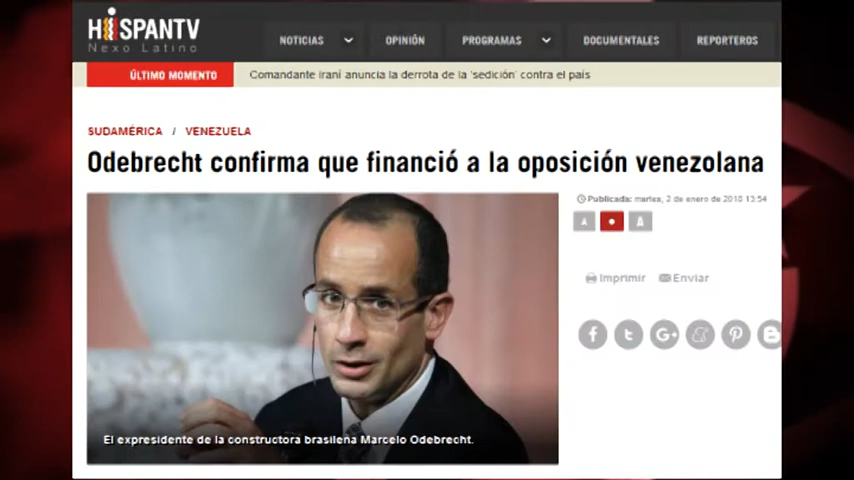 HISPANTV
Nexo Latino
NOTICIAS OPINIÓN PROGRAMAS DOCUMENTALES REPORTEROS
ÚLTIMO MOMENTO Comandante iraní anuncia la derrota de la 'sedición' contra el país
SUDAMÉRICA / VENEZUELA
Odebrecht confirma que financió a la oposición venezolana
Publicada: martes, 2 de enero de 2018 13:54
A A
Imprimir Enviar
El expresidente de la constructora brasilena Marcelo Odebrecht.